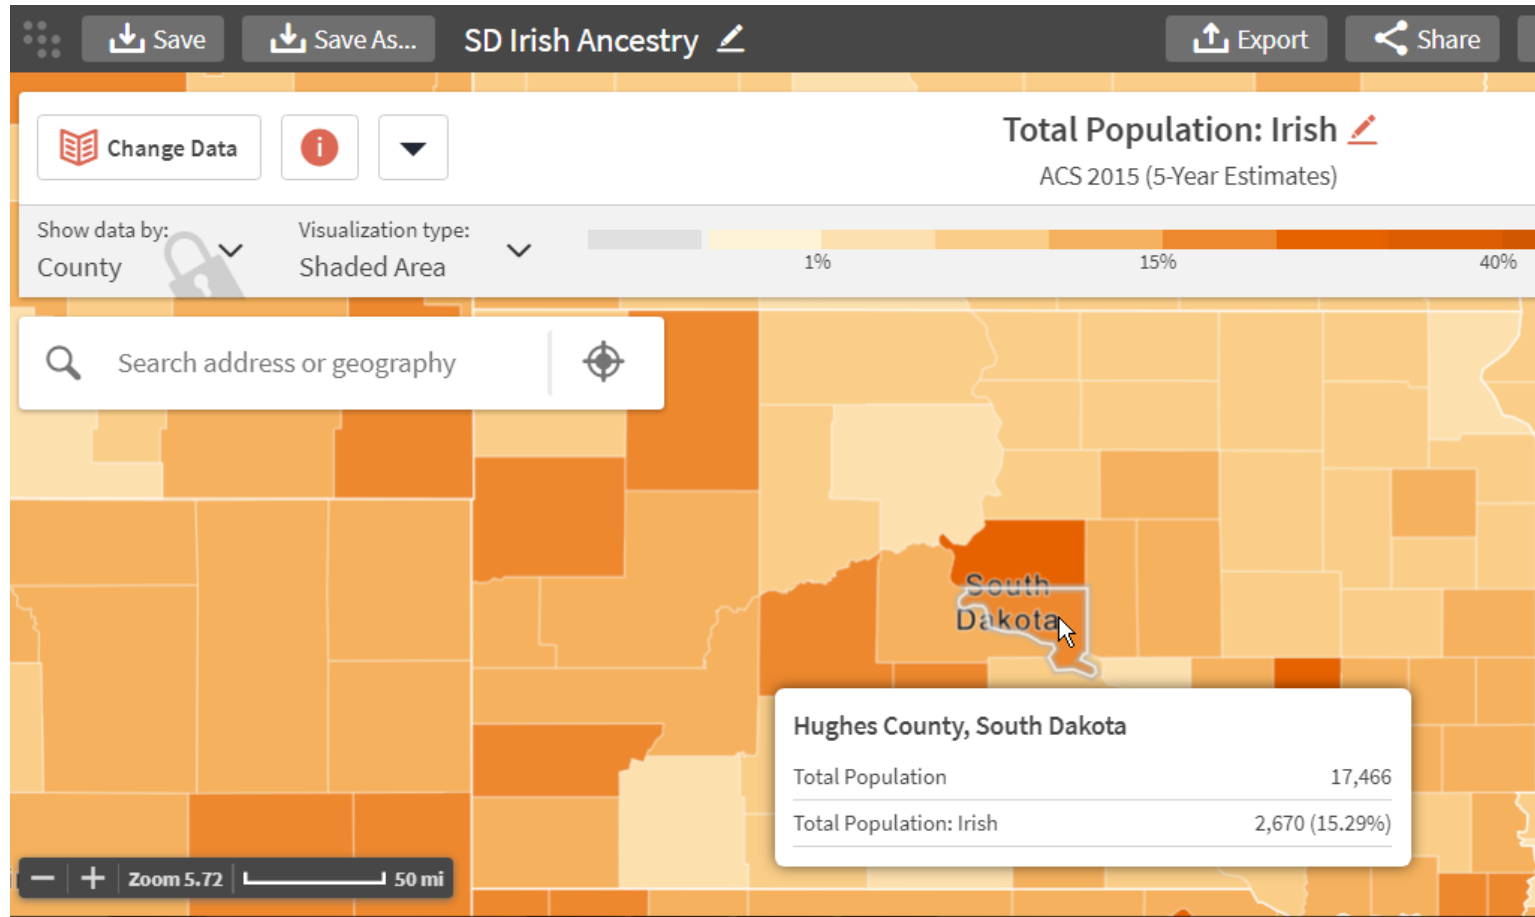 Save
Save As...
SD Irish Ancestry
Export
Share
Change Data
i
Total Population: Irish
ACS 2015 (5-Year Estimates)
Show data by:
County
Visualization type:
Shaded Area
1%
15%
40%
Search address or geography
South
Dakota
Hughes County, South Dakota
Total Population 17,466
Total Population: Irish 2,670 (15.29%)
Zoom 5.72
50 mi